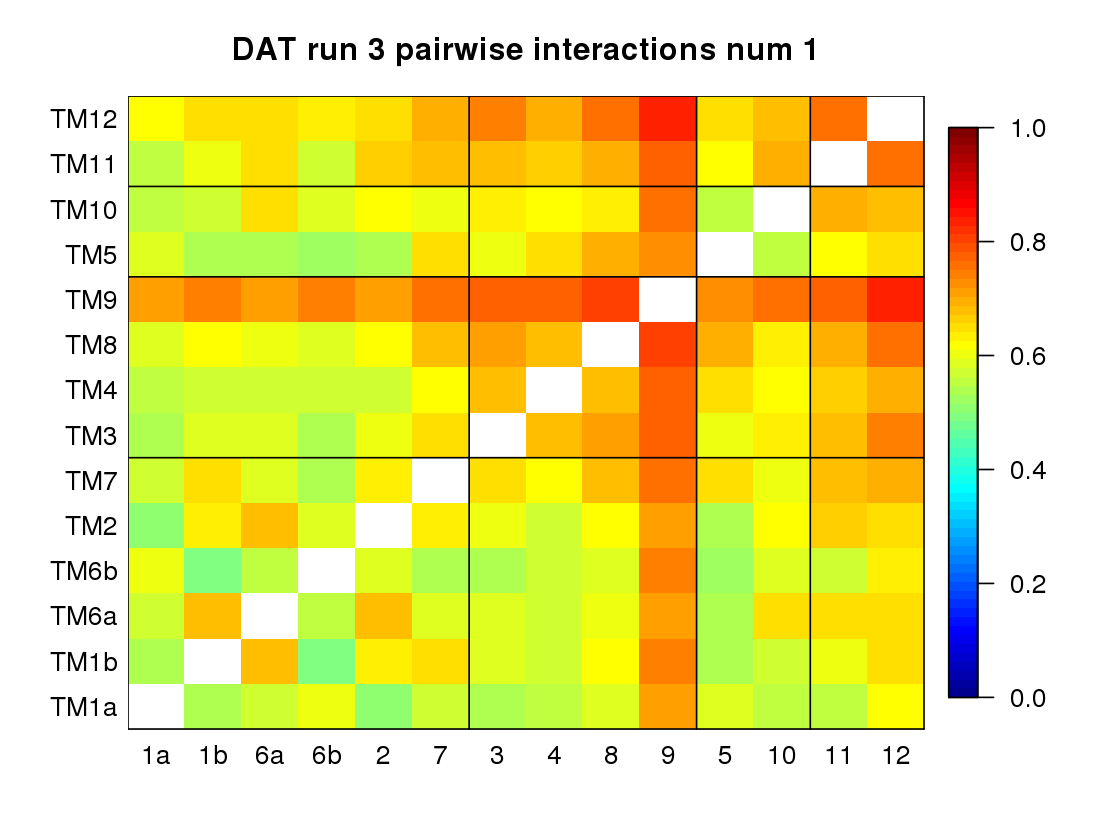 DAT run 3 pairwise interactions num 1
TM12
TM11
TM10
TM5
TM9
TM8
TM4
TM3
TM7
TM2
TM6b
TM6a
TM1b
TM1a
1a 1b 6a 6b 2 7 3 4 8 9 5 10 11 12
1.0
0.8
0.6
0.4
0.2
0.0